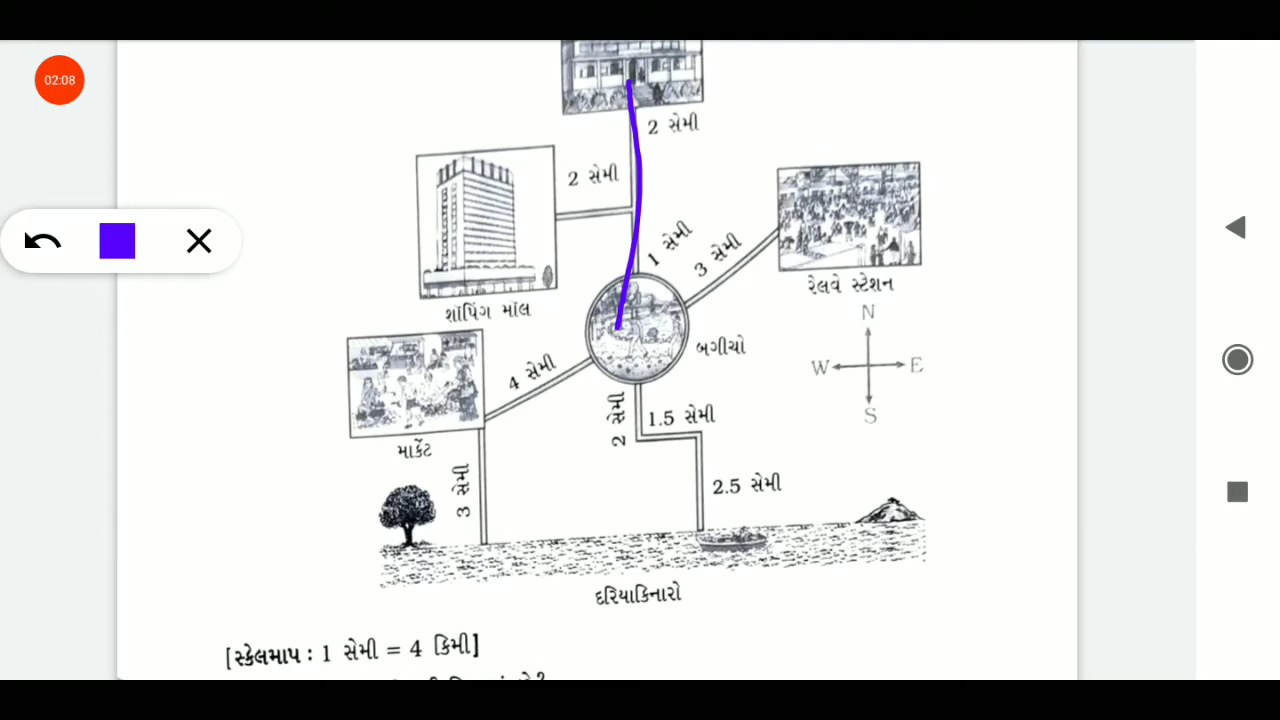 02:08
2 સેમી
2 સેમી
1 સેમી
3 સેમી
રેલવે સ્ટેશન
શૉપિંગ મૉલ
N
બગીચો
W
E
S
4 સેમી
2 સેમી
1.5 સેમી
માર્કેટ
3 સેમી
2.5 સેમી
દરિયાકિનારો
[સ્કેલમાપ : 1 સેમી = 4 કિમી]